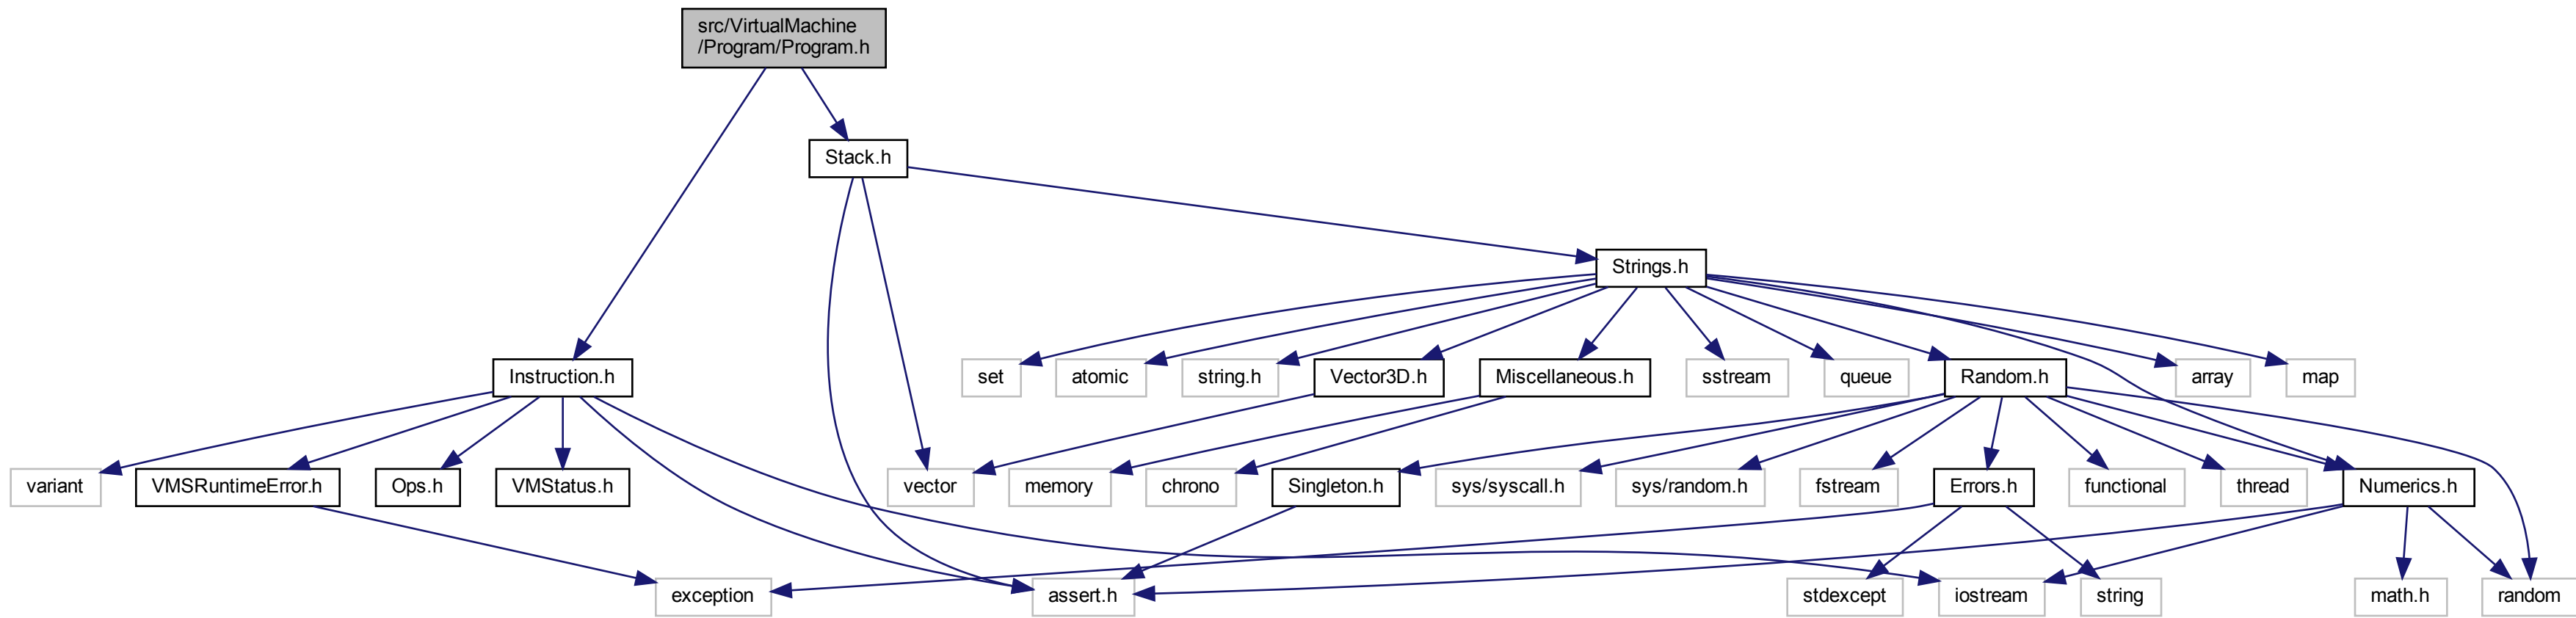 src/VirtualMachine
/Program/Program.h
Stack.h
Strings.h
Instruction.h
set
atomic
string.h
Vector3D.h
Miscellaneous.h
sstream
queue
Random.h
array
map
variant
VMSRuntimeError.h
Ops.h
VMStatus.h
vector
memory
chrono
Singleton.h
sys/syscall.h
sys/random.h
fstream
Errors.h
functional
thread
Numerics.h
exception
assert.h
stdexcept
iostream
string
math.h
random